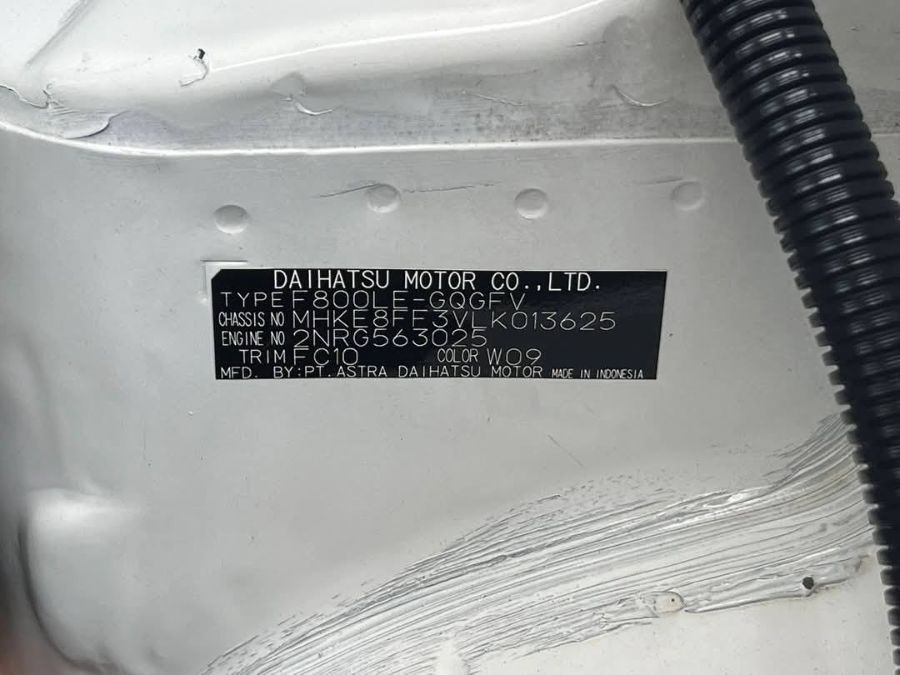 DAIHATSU MOTOR CO.,LTD.
TYPE F800LE-GQGFV
CHASSIS NO MHKE8FF3VLK013625
ENGINE NO 2NRG563025
TRIM FC10 COLOR W09
MFD. BY:PT.ASTRA DAIHATSU MOTOR MADE IN INDONESIA